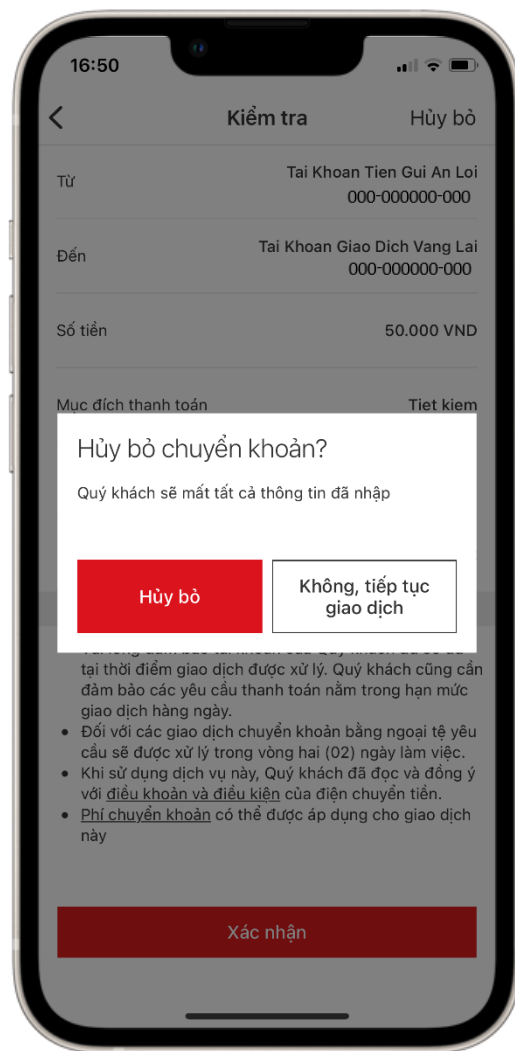 16:50
Kiểm tra
Hủy bỏ
Từ
Tai Khoan Tien Gui An Loi
000-000000-000
Đến
Tai Khoan Giao Dich Vang Lai
000-000000-000
Số tiền
50.000 VND
Mục đích thanh toán
Tiet kiem
Hủy bỏ chuyển khoản?
Quý khách sẽ mất tất cả thông tin đã nhập
Hủy bỏ
Không, tiếp tục
giao dịch
tại thời điểm giao dịch được xử lý. Quý khách cũng cần
đảm bảo các yêu cầu thanh toán nằm trong hạn mức
giao dịch hàng ngày.
• Đối với các giao dịch chuyển khoản bằng ngoại tệ yêu
cầu sẽ được xử lý trong vòng hai (02) ngày làm việc.
• Khi sử dụng dịch vụ này, Quý khách đã đọc và đồng ý
với điều khoản và điều kiện của điện chuyển tiền.
• Phí chuyển khoản có thể được áp dụng cho giao dịch
này
Xác nhận